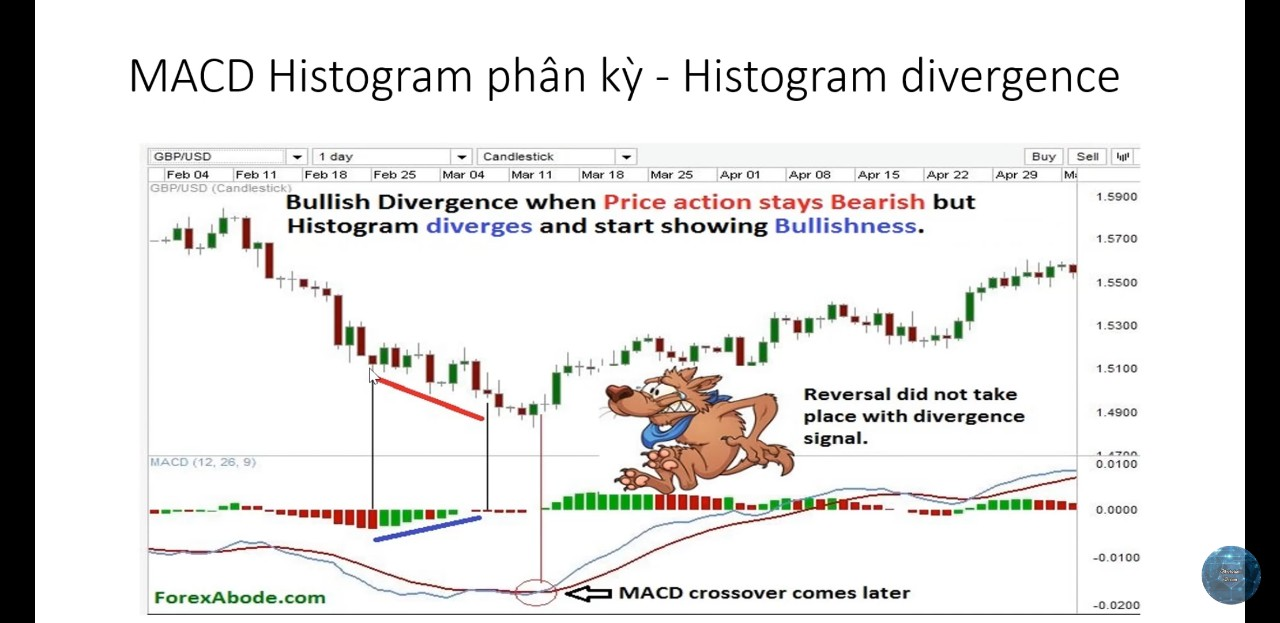 MACD Histogram phân kỳ - Histogram divergence
GBP/USD 1 day Candlestick Buy Sell
Feb 04 Feb 11 Feb 18 Feb 25 Mar 04 Mar 11 Mar 18 Mar 25 Apr 01 Apr 08 Apr 15 Apr 22 Apr 29
GBP/USD (Candlestick)
Bullish Divergence when Price action stays Bearish but
Histogram diverges and start showing Bullishness.
1.5900
1.5700
1.5500
1.5300
1.5100
1.4900
1.4700
Reversal did not take
place with divergence
signal.
MACD (12, 26, 9)
0.0100
0.0000
-0.0100
-0.0200
MACD crossover comes later
ForexAbode.com